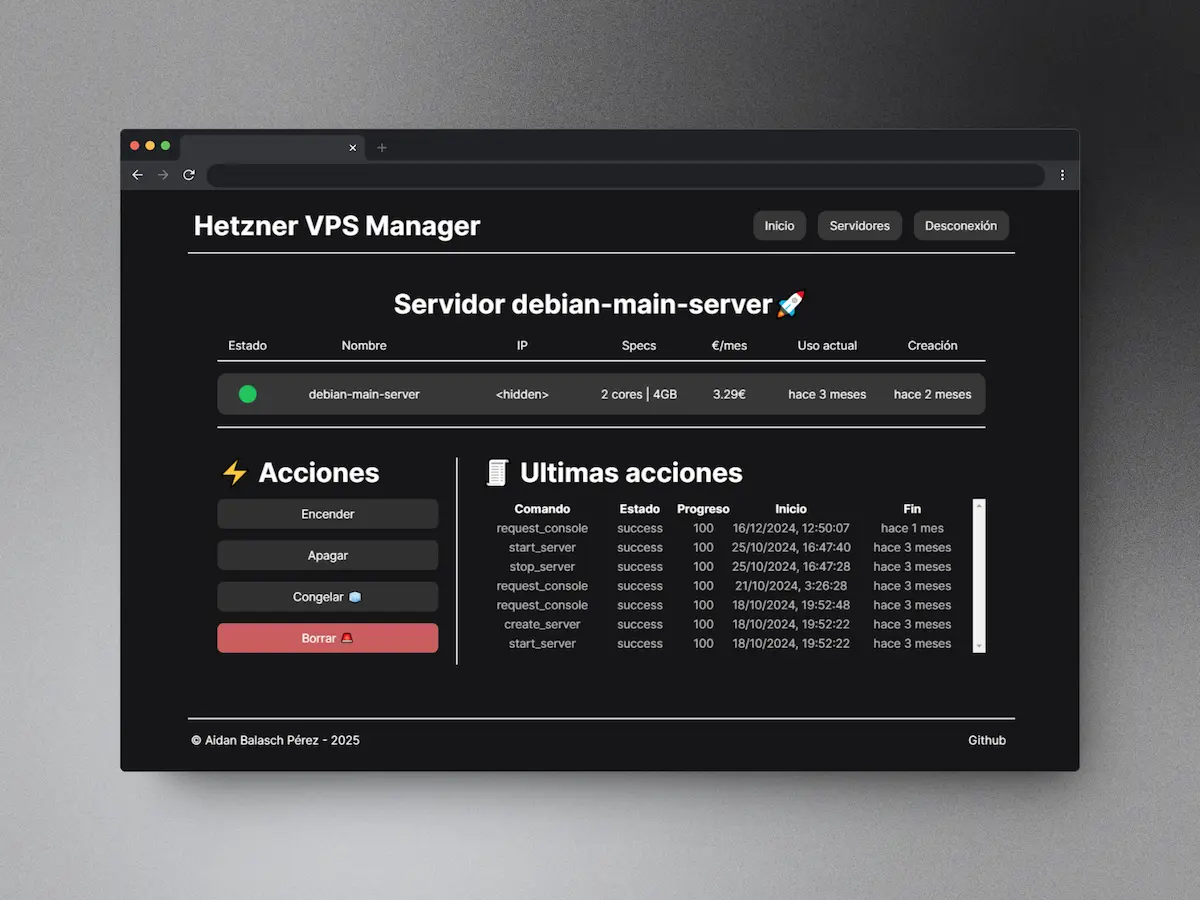 Hetzner VPS Manager
Inicio Servidores Desconexión
Servidor debian-main-server 🚀
Estado Nombre IP Specs €/mes Uso actual Creación
debian-main-server <hidden> 2 cores | 4GB 3.29€ hace 3 meses hace 2 meses
⚡ Acciones
Encender
Apagar
Congelar 🧊
Borrar 🚨
📜 Ultimas acciones
Comando Estado Progreso Inicio Fin
request_console success 100 16/12/2024, 12:50:07 hace 1 mes
start_server success 100 25/10/2024, 16:47:40 hace 3 meses
stop_server success 100 25/10/2024, 16:47:28 hace 3 meses
request_console success 100 21/10/2024, 3:26:28 hace 3 meses
request_console success 100 18/10/2024, 19:52:48 hace 3 meses
create_server success 100 18/10/2024, 19:52:22 hace 3 meses
start_server success 100 18/10/2024, 19:52:22 hace 3 meses
© Aidan Balasch Pérez - 2025
Github